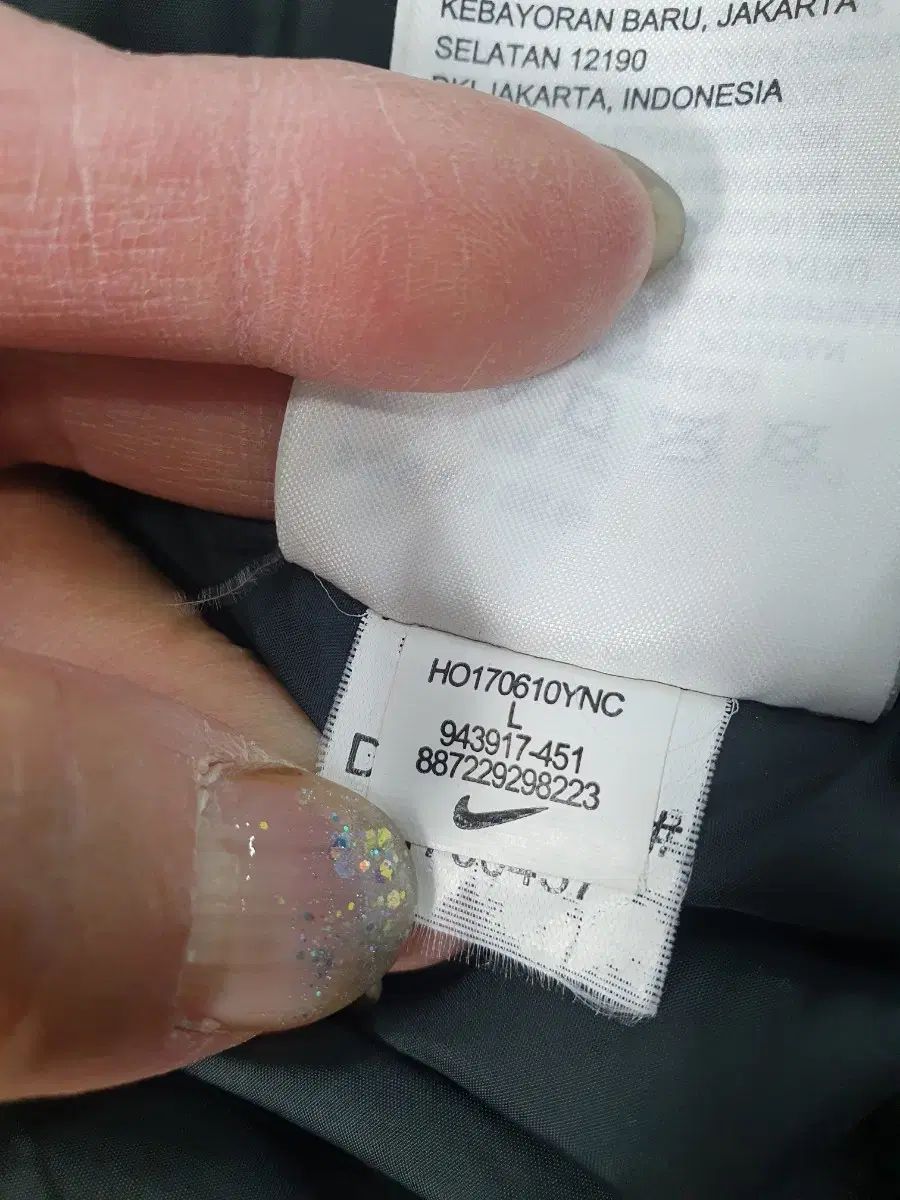 KEBAYORAN BARU, JAKARTA
SELATAN 12190
DKI JAKARTA, INDONESIA
HO170610YNC
L
943917-451
887229298223
D
#